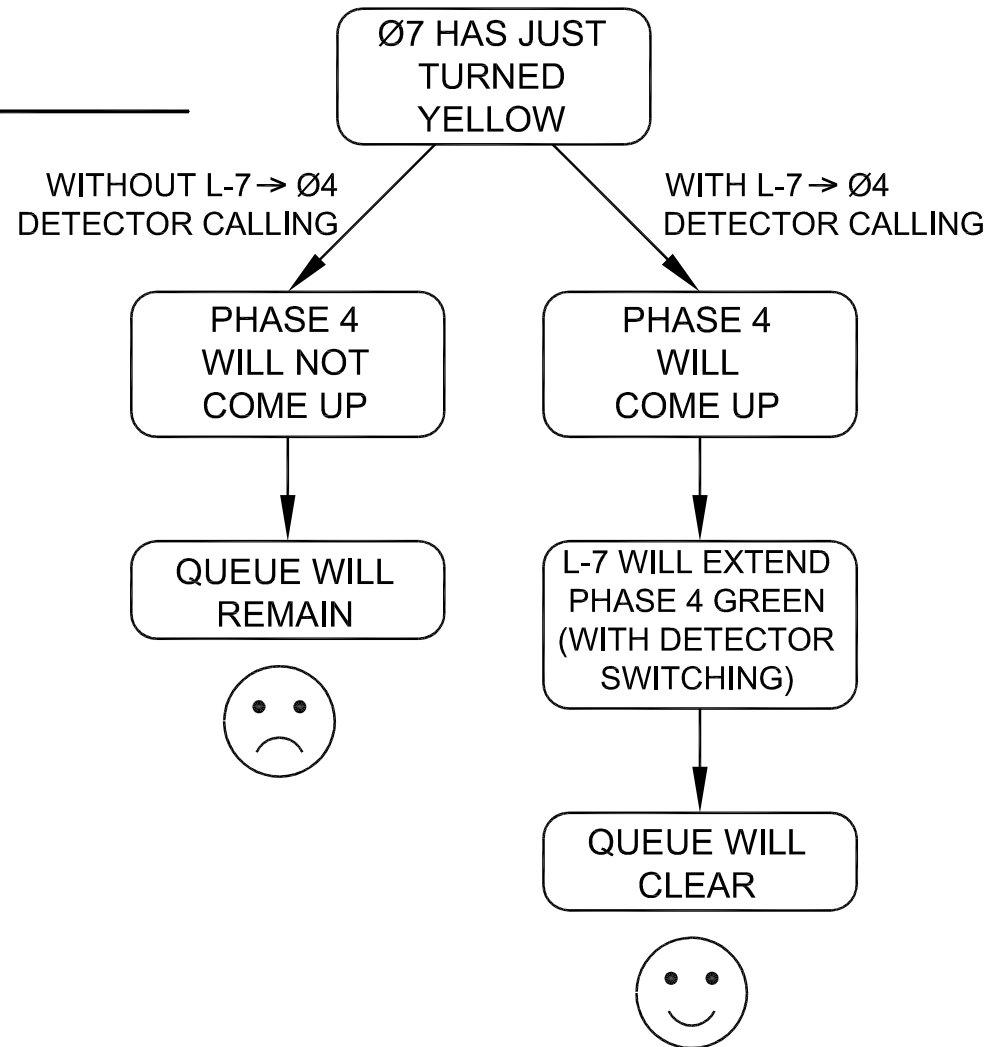 Ø7 HAS JUST
TURNED
YELLOW
WITHOUT L-7→ Ø4
DETECTOR CALLING
WITH L-7→ Ø4
DETECTOR CALLING
PHASE 4
WILL NOT
COME UP
PHASE 4
WILL
COME UP
QUEUE WILL
REMAIN
L-7 WILL EXTEND
PHASE 4 GREEN
(WITH DETECTOR
SWITCHING)
QUEUE WILL
CLEAR